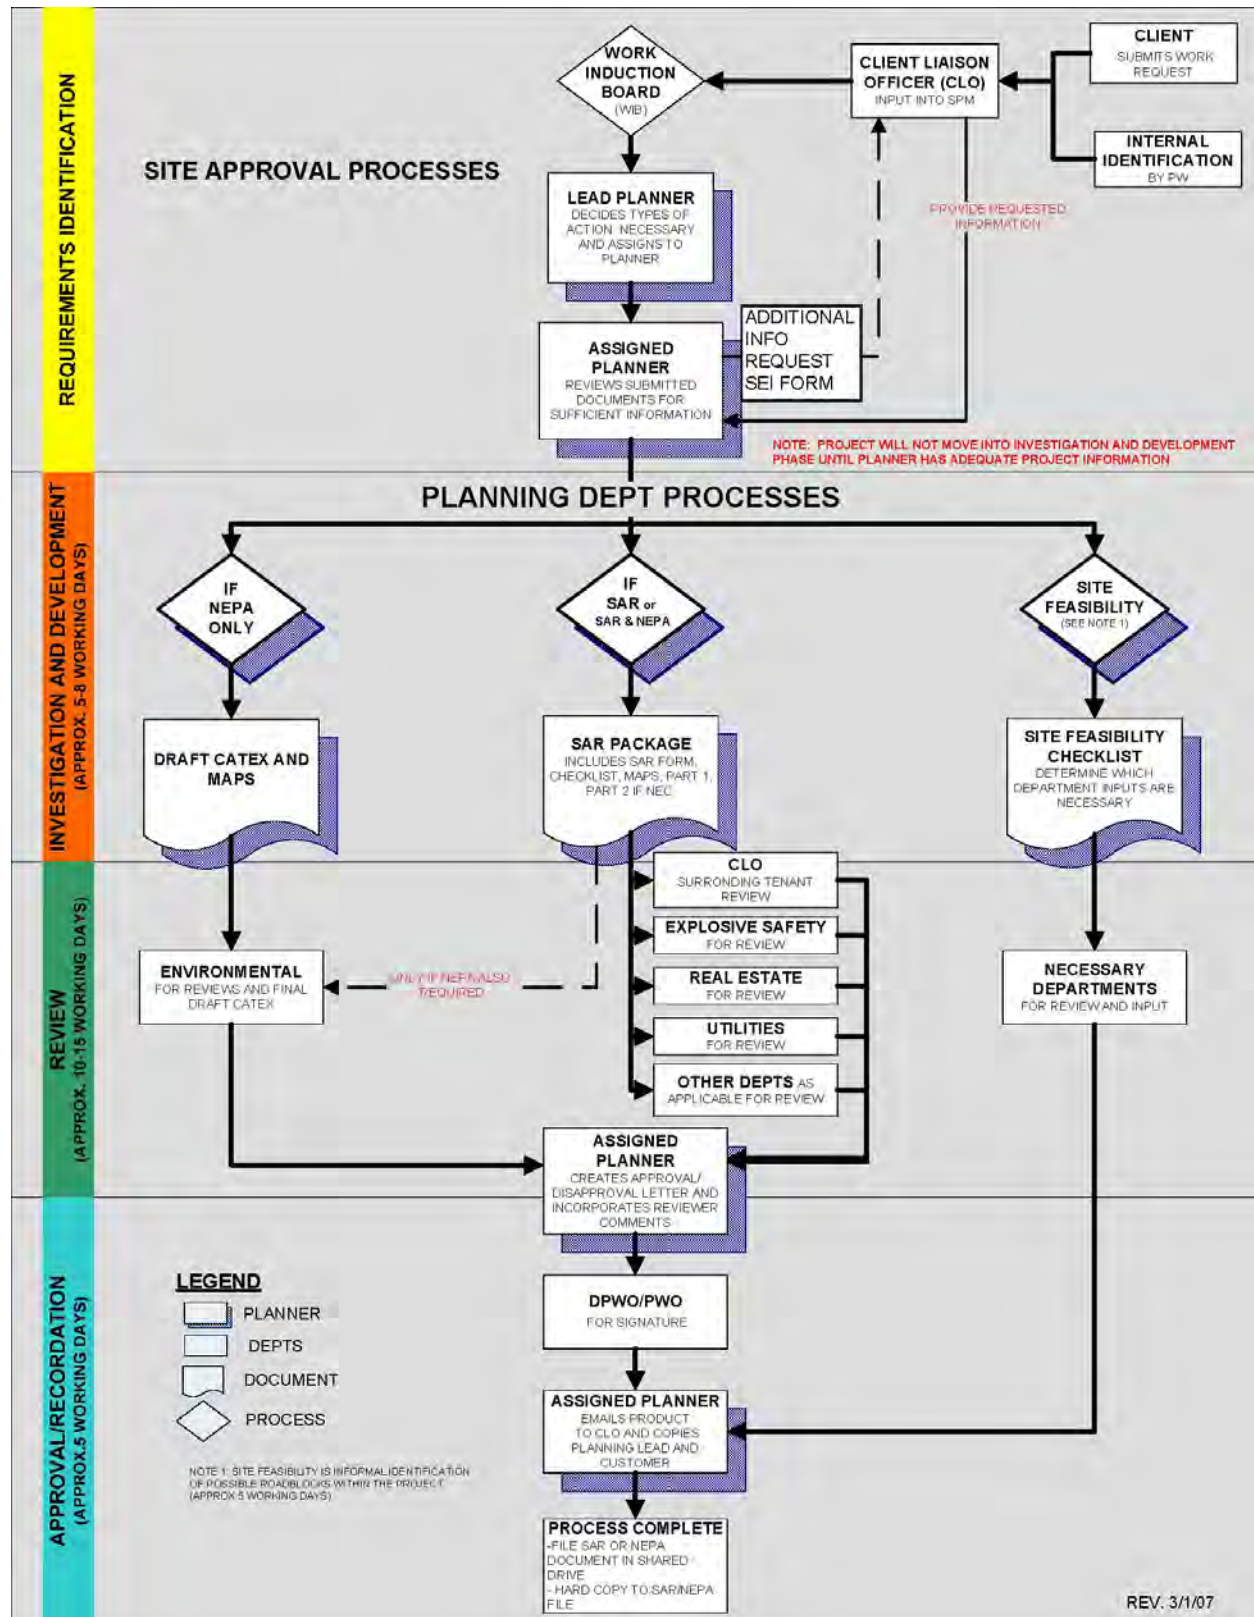 REQUIREMENTS IDENTIFICATION
SITE APPROVAL PROCESSES
WORK
INDUCTION
BOARD
(WIB)
CLIENT LIAISON
OFFICER (CLO)
INPUT INTO SPM
CLIENT
SUBMITS WORK
REQUEST
INTERNAL
IDENTIFICATION
BY PW
LEAD PLANNER
DECIDES TYPES OF
ACTION NECESSARY
AND ASSIGNS TO
PLANNER
PROVIDE REQUESTED
INFORMATION
ASSIGNED
PLANNER
REVIEWS SUBMITTED
DOCUMENTS FOR
SUFFICIENT INFORMATION
ADDITIONAL
INFO
REQUEST
SEI FORM
NOTE: PROJECT WILL NOT MOVE INTO INVESTIGATION AND DEVELOPMENT
PHASE UNTIL PLANNER HAS ADEQUATE PROJECT INFORMATION
INVESTIGATION AND DEVELOPMENT
(APPROX. 5-8 WORKING DAYS)
PLANNING DEPT PROCESSES
IF
NEPA
ONLY
IF
SAR or
SAR & NEPA
SITE
FEASIBILITY
(SEE NOTE 1)
DRAFT CATEX AND
MAPS
SAR PACKAGE
INCLUDES SAR FORM,
CHECKLIST, MAPS, PART 1,
PART 2 IF NEC
SITE FEASIBILITY
CHECKLIST
DETERMINE WHICH
DEPARTMENT INPUTS ARE
NECESSARY
REVIEW
(APPROX. 10-15 WORKING DAYS)
CLO
SURRONDING TENANT
REVIEW
EXPLOSIVE SAFETY
FOR REVIEW
REAL ESTATE
FOR REVIEW
UTILITIES
FOR REVIEW
OTHER DEPTS AS
APPLICABLE FOR REVIEW
ENVIRONMENTAL
FOR REVIEWS AND FINAL
DRAFT CATEX
ONLY IF NEPA ALSO
REQUIRED
NECESSARY
DEPARTMENTS
FOR REVIEW AND INPUT
ASSIGNED
PLANNER
CREATES APPROVAL/
DISAPPROVAL LETTER AND
INCORPORATES REVIEWER
COMMENTS
APPROVAL/RECORDATION
(APPROX.5 WORKING DAYS)
LEGEND
PLANNER
DEPTS
DOCUMENT
PROCESS
NOTE 1: SITE FEASIBILITY IS INFORMAL IDENTIFICATION
OF POSSIBLE ROADBLOCKS WITHIN THE PROJECT.
(APPROX 5 WORKING DAYS)
DPWO/PWO
FOR SIGNATURE
ASSIGNED PLANNER
EMAILS PRODUCT
TO CLO AND COPIES
PLANNING LEAD AND
CUSTOMER
PROCESS COMPLETE
-FILE SAR OR NEPA
DOCUMENT IN SHARED
DRIVE
- HARD COPY TO SAR/NEPA
FILE
REV. 3/1/07